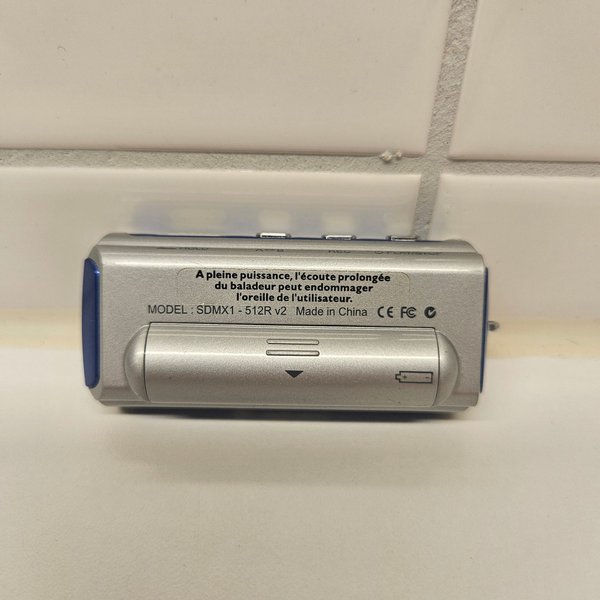 A↔B REC
A pleine puissance, l'écoute prolongée
du baladeur peut endommager
l'oreille de l'utilisateur.
MODEL : SDMX1 - 512R v2 Made in China CE FC
+ -